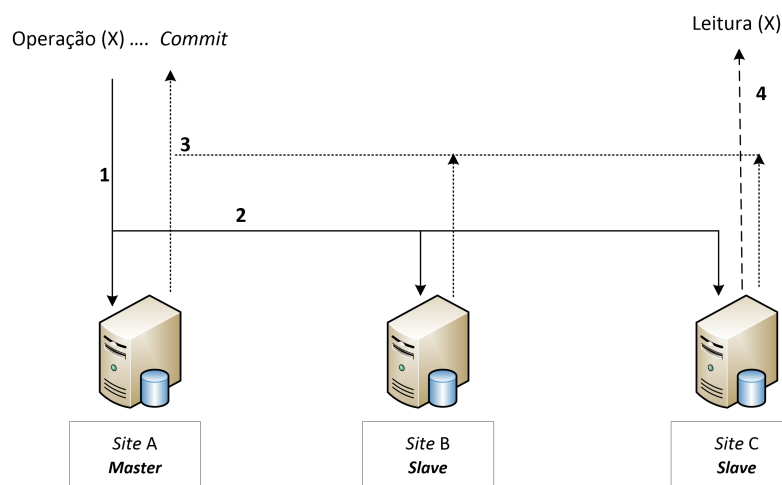 Operação (X) .... Commit
Leitura (X)
4
3
1
2
Site A
Master
Site B
Slave
Site C
Slave